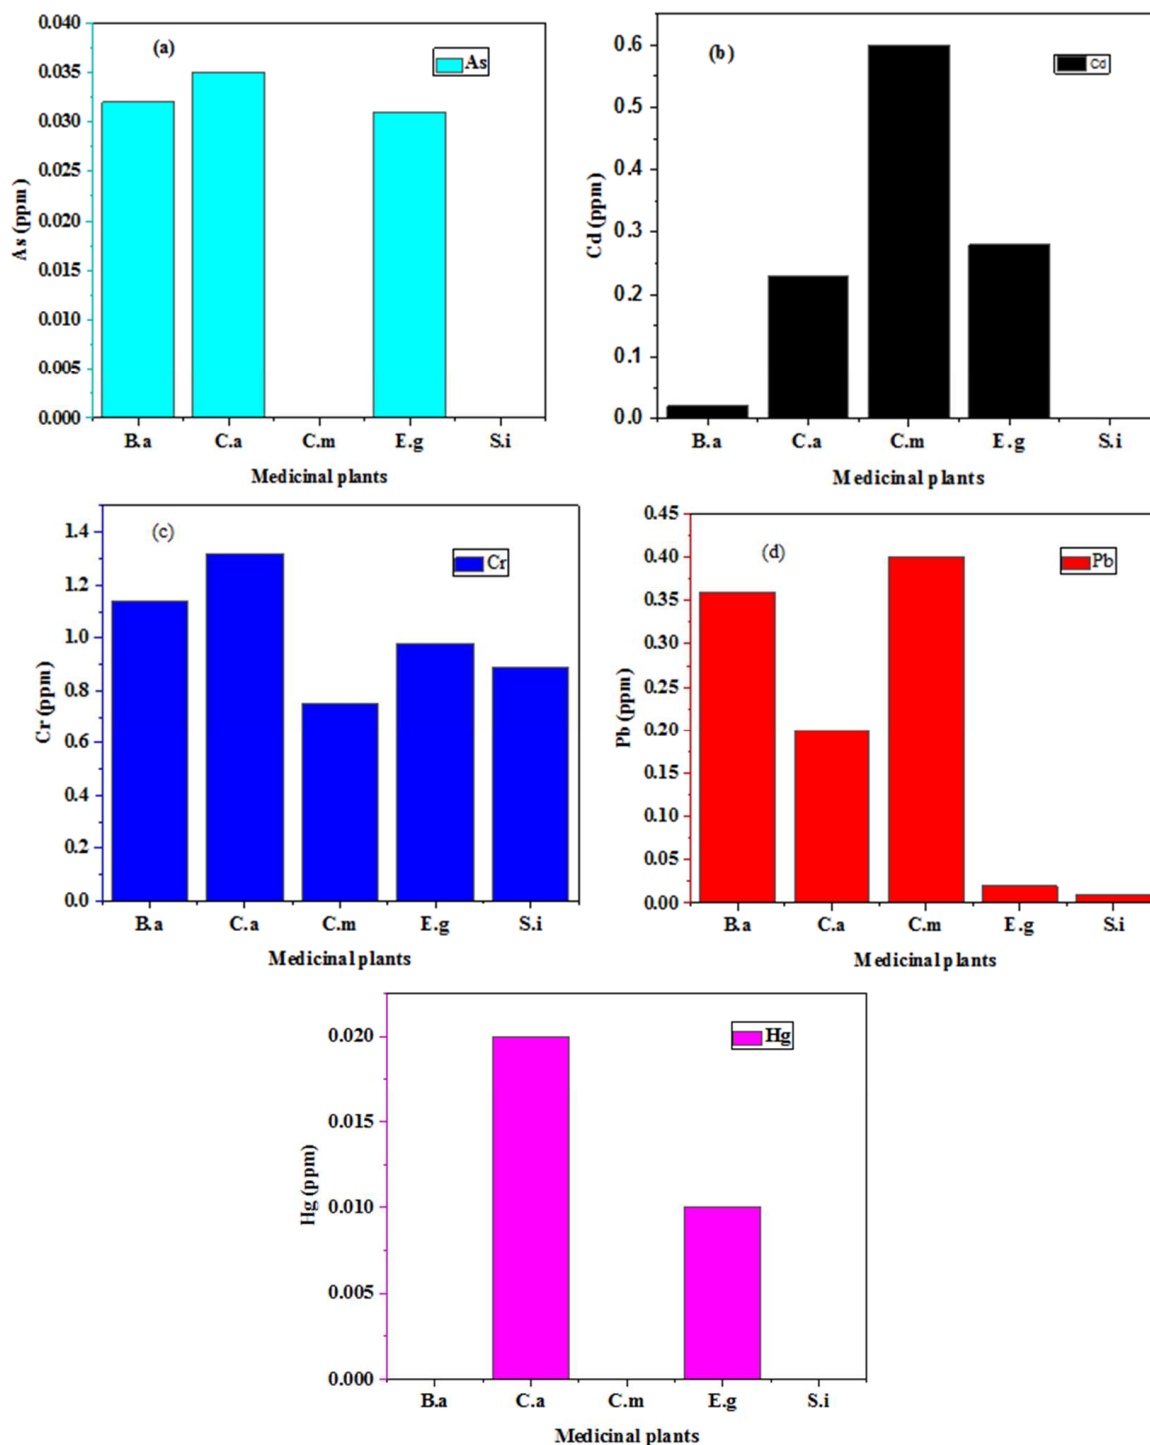 (a)
As
0.040
0.035
0.030
0.025
0.020
0.015
0.010
0.005
0.000
As (ppm)
B.a C.a C.m E.g S.i
Medicinal plants
(b)
Cd
0.6
0.5
0.4
0.3
0.2
0.1
0.0
Cd (ppm)
B.a C.a C.m E.g S.i
Medicinal plants
(c)
Cr
1.4
1.2
1.0
0.8
0.6
0.4
0.2
0.0
Cr (ppm)
B.a C.a C.m E.g S.i
Medicinal plants
(d)
Pb
0.45
0.40
0.35
0.30
0.25
0.20
0.15
0.10
0.05
0.00
Pb (ppm)
B.a C.a C.m E.g S.i
Medicinal plants
Hg
0.020
0.015
0.010
0.005
0.000
Hg (ppm)
B.a C.a C.m E.g S.i
Medicinal plants